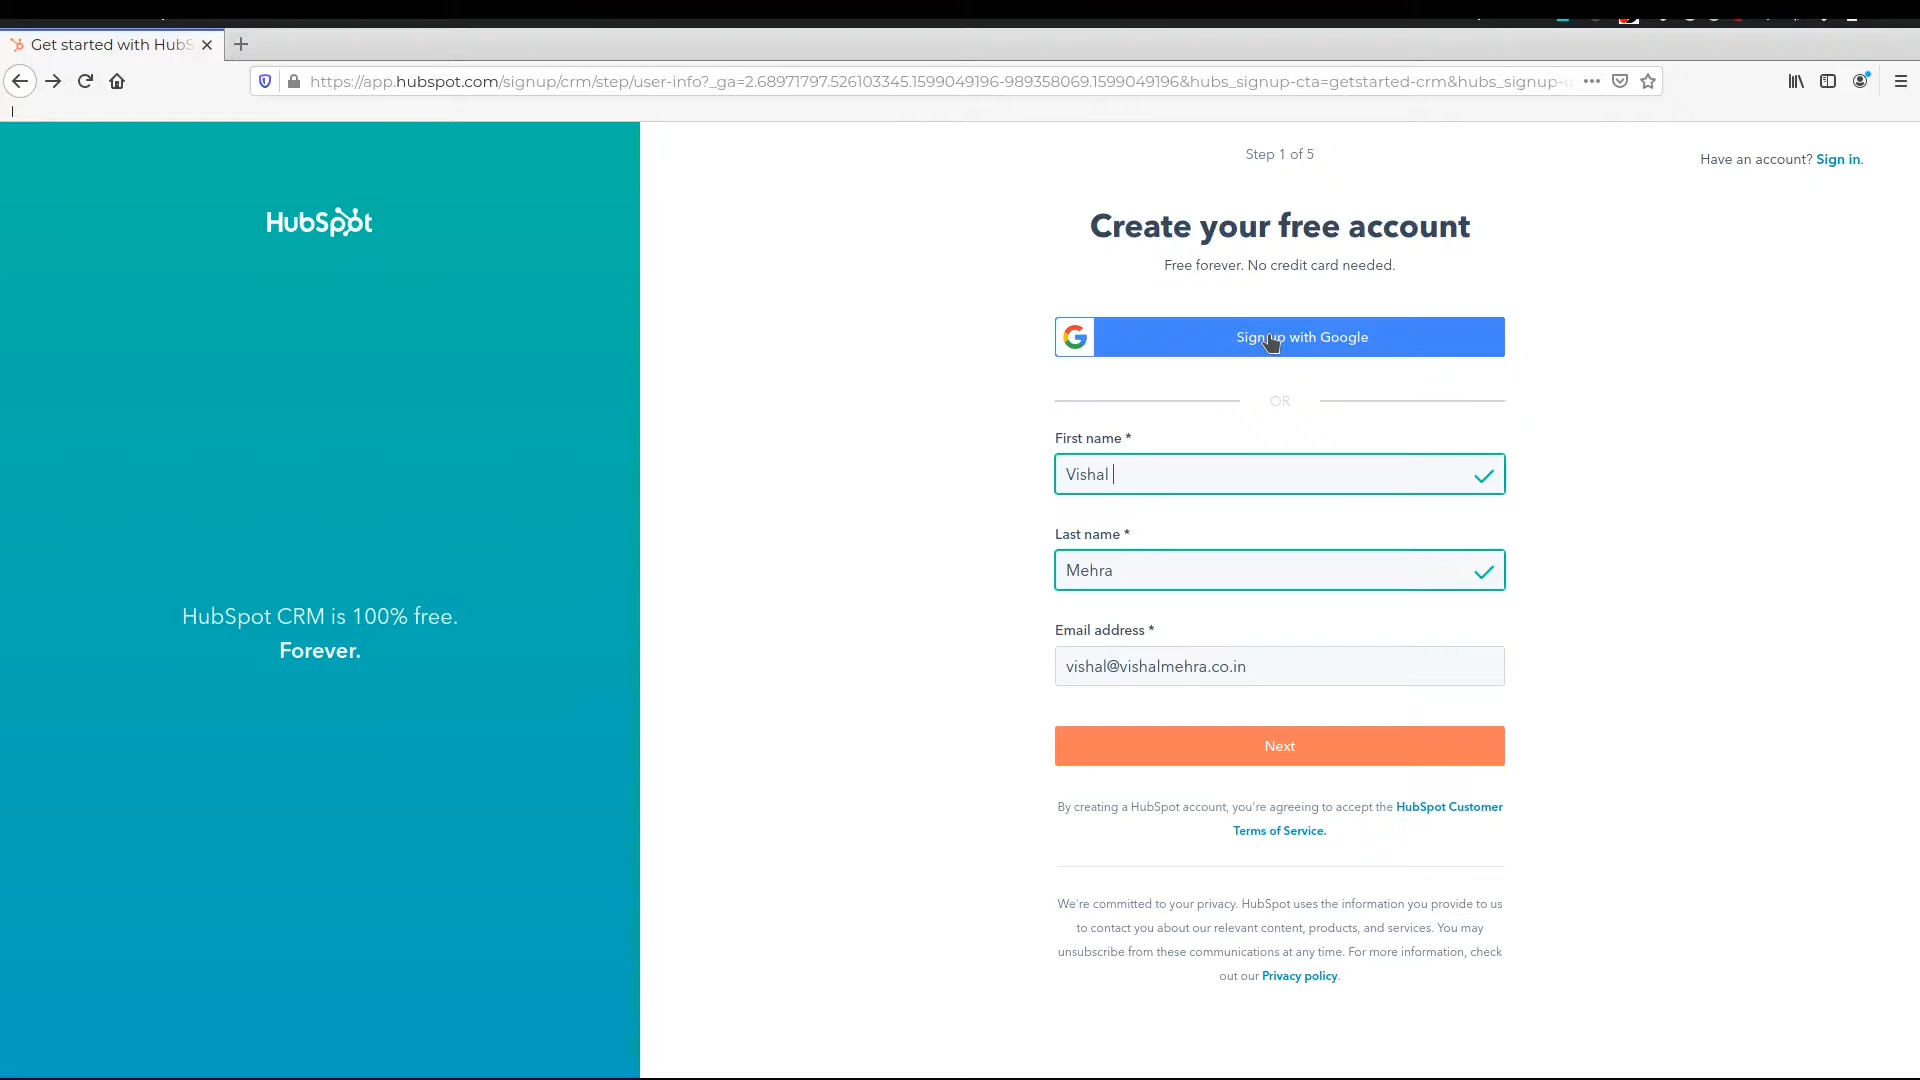 Get started with HubS
https://app.hubspot.com/signup/crm/step/user-info?_ga=2.68971797.526103345.1599049196-989358069.1599049196&hubs_signup-cta=getstarted-crm&hubs_signup-
Step 1 of 5
Have an account? Sign in.
HubSpot
Create your free account
Free forever. No credit card needed.
Sign up with Google
OR
First name *
Vishal
Last name *
Mehra
HubSpot CRM is 100% free.
Forever.
Email address *
vishal@vishalmehra.co.in
Next
By creating a HubSpot account, you're agreeing to accept the HubSpot Customer
Terms of Service.
We're committed to your privacy. HubSpot uses the information you provide to us
to contact you about our relevant content, products, and services. You may
unsubscribe from these communications at any time. For more information, check
out our Privacy policy.